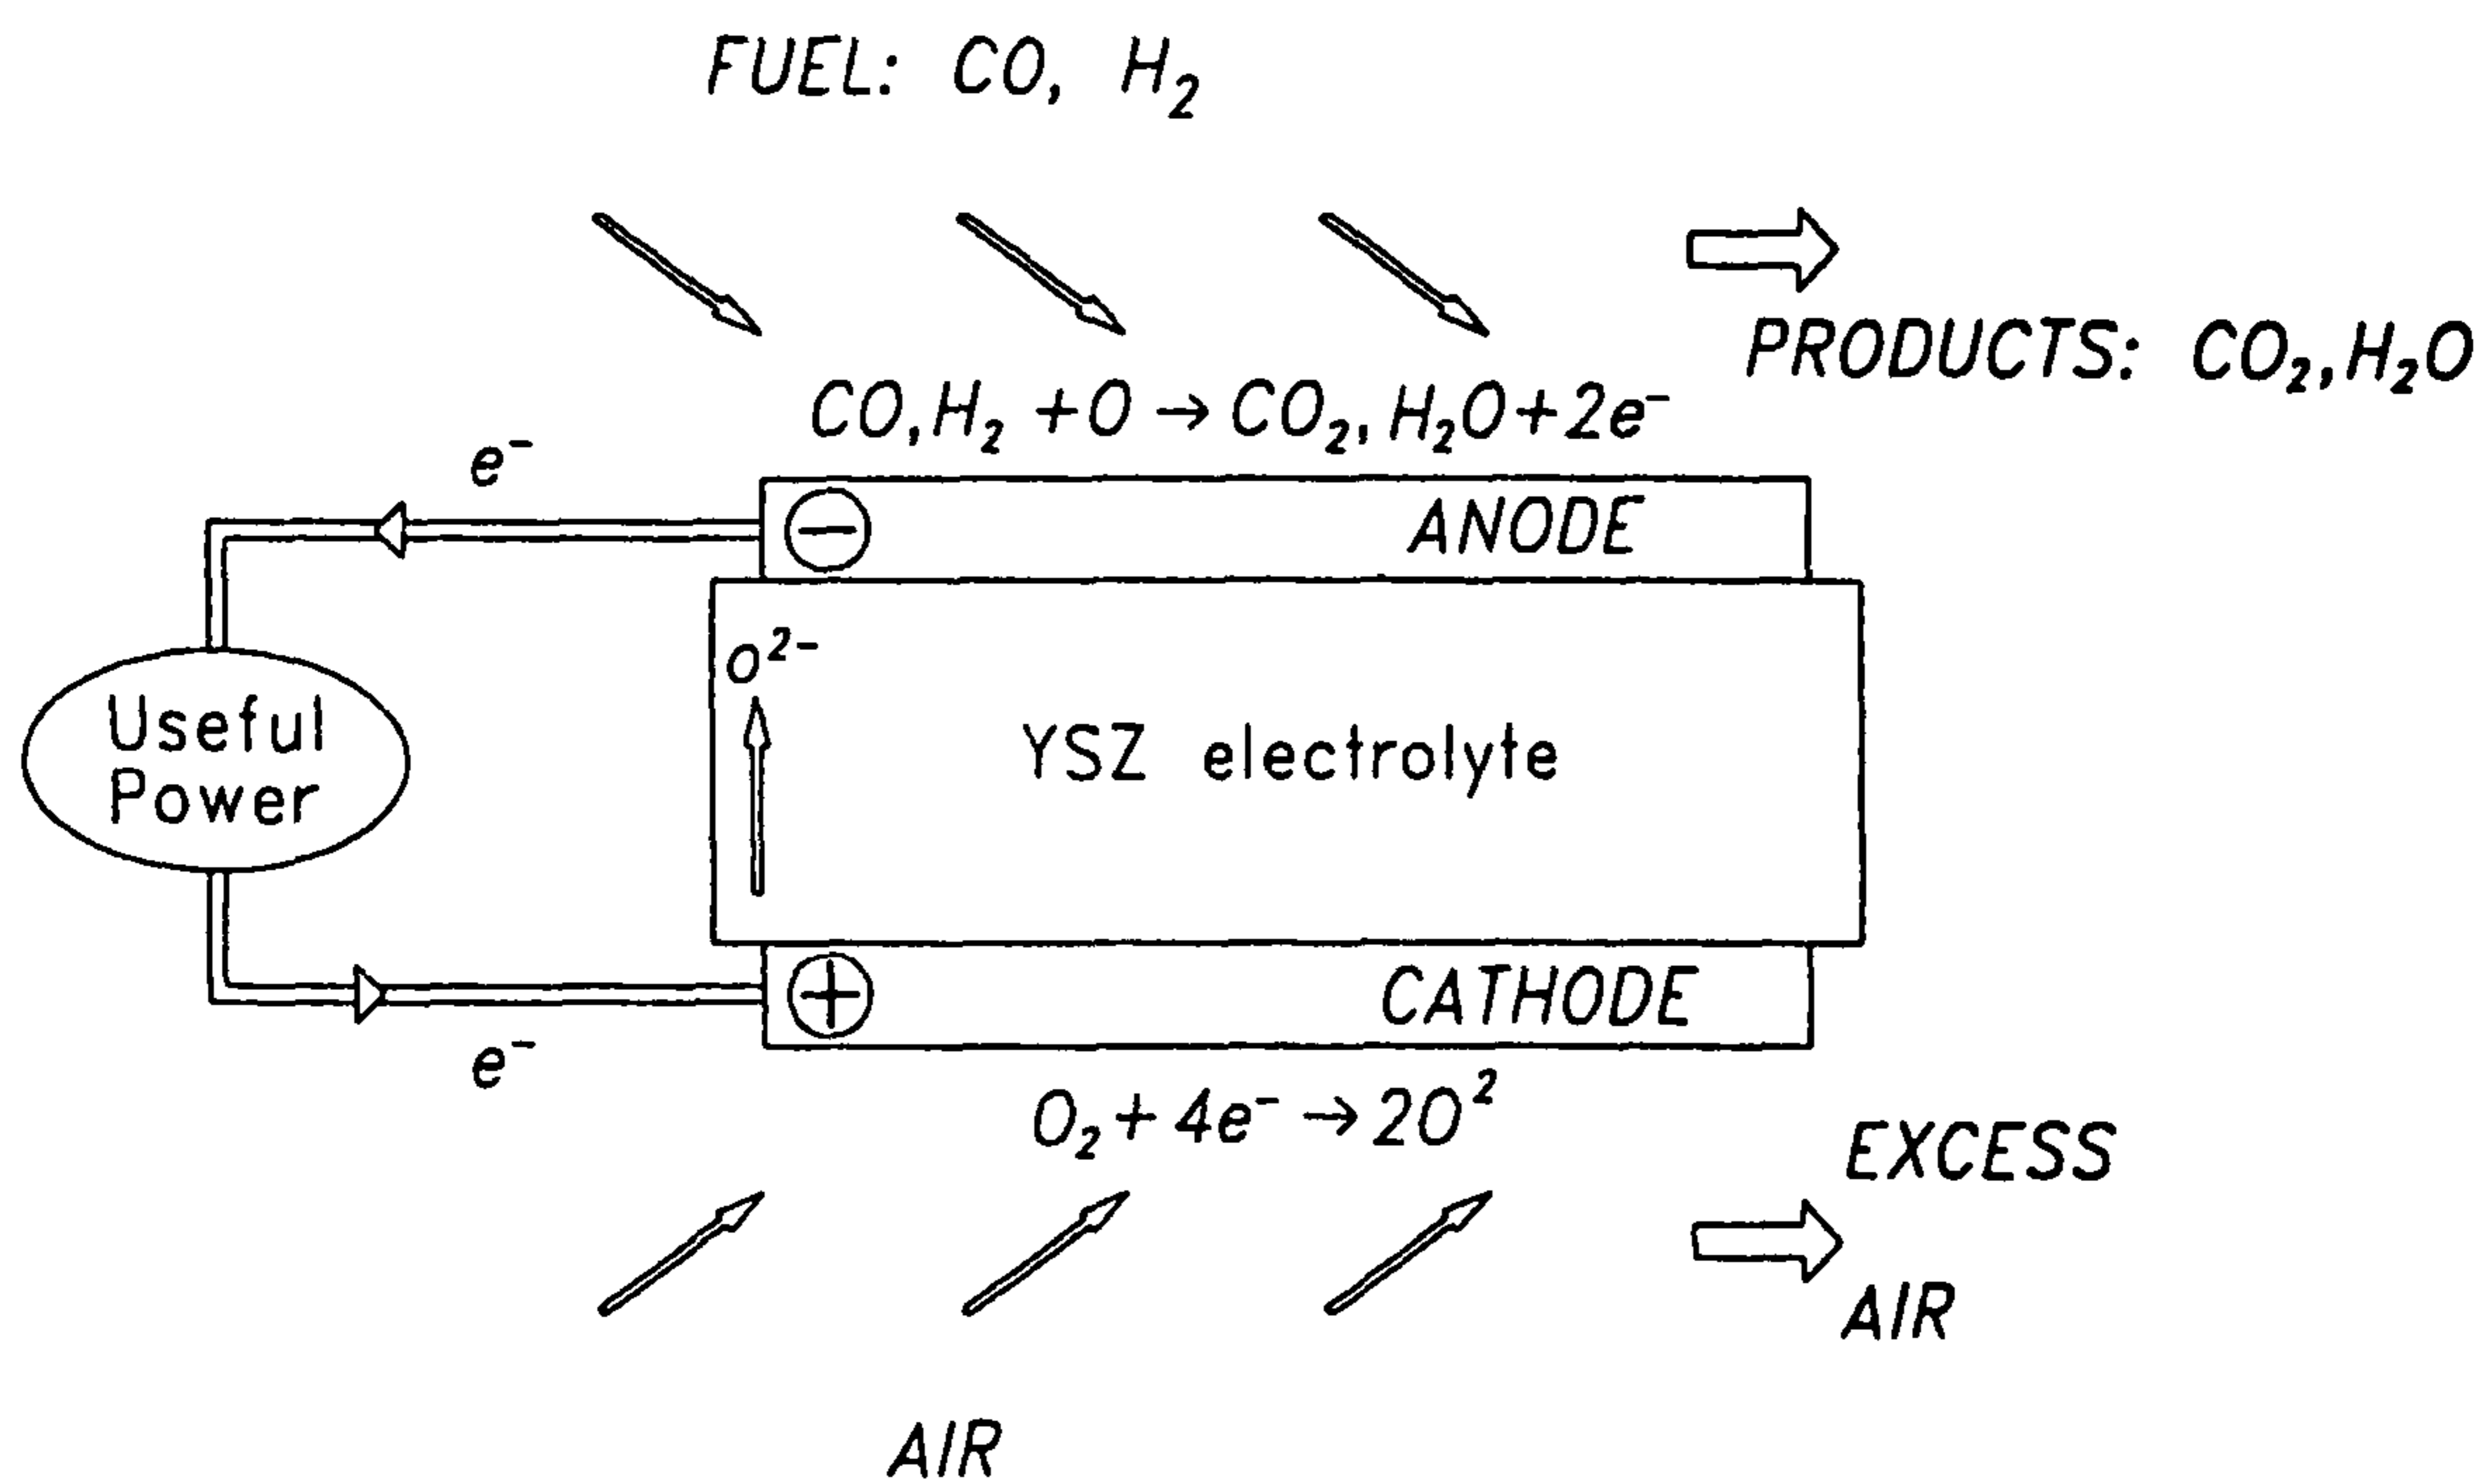 FUEL: CO, H₂
PRODUCTS: CO₂,H₂O
CO,H₂ +O → CO₂,H₂O+2e⁻
e⁻
⊖
ANODE
O²⁻
Useful
Power
YSZ electrolyte
⊕
CATHODE
e⁻
O₂+4e⁻→2O²
EXCESS
AIR
AIR